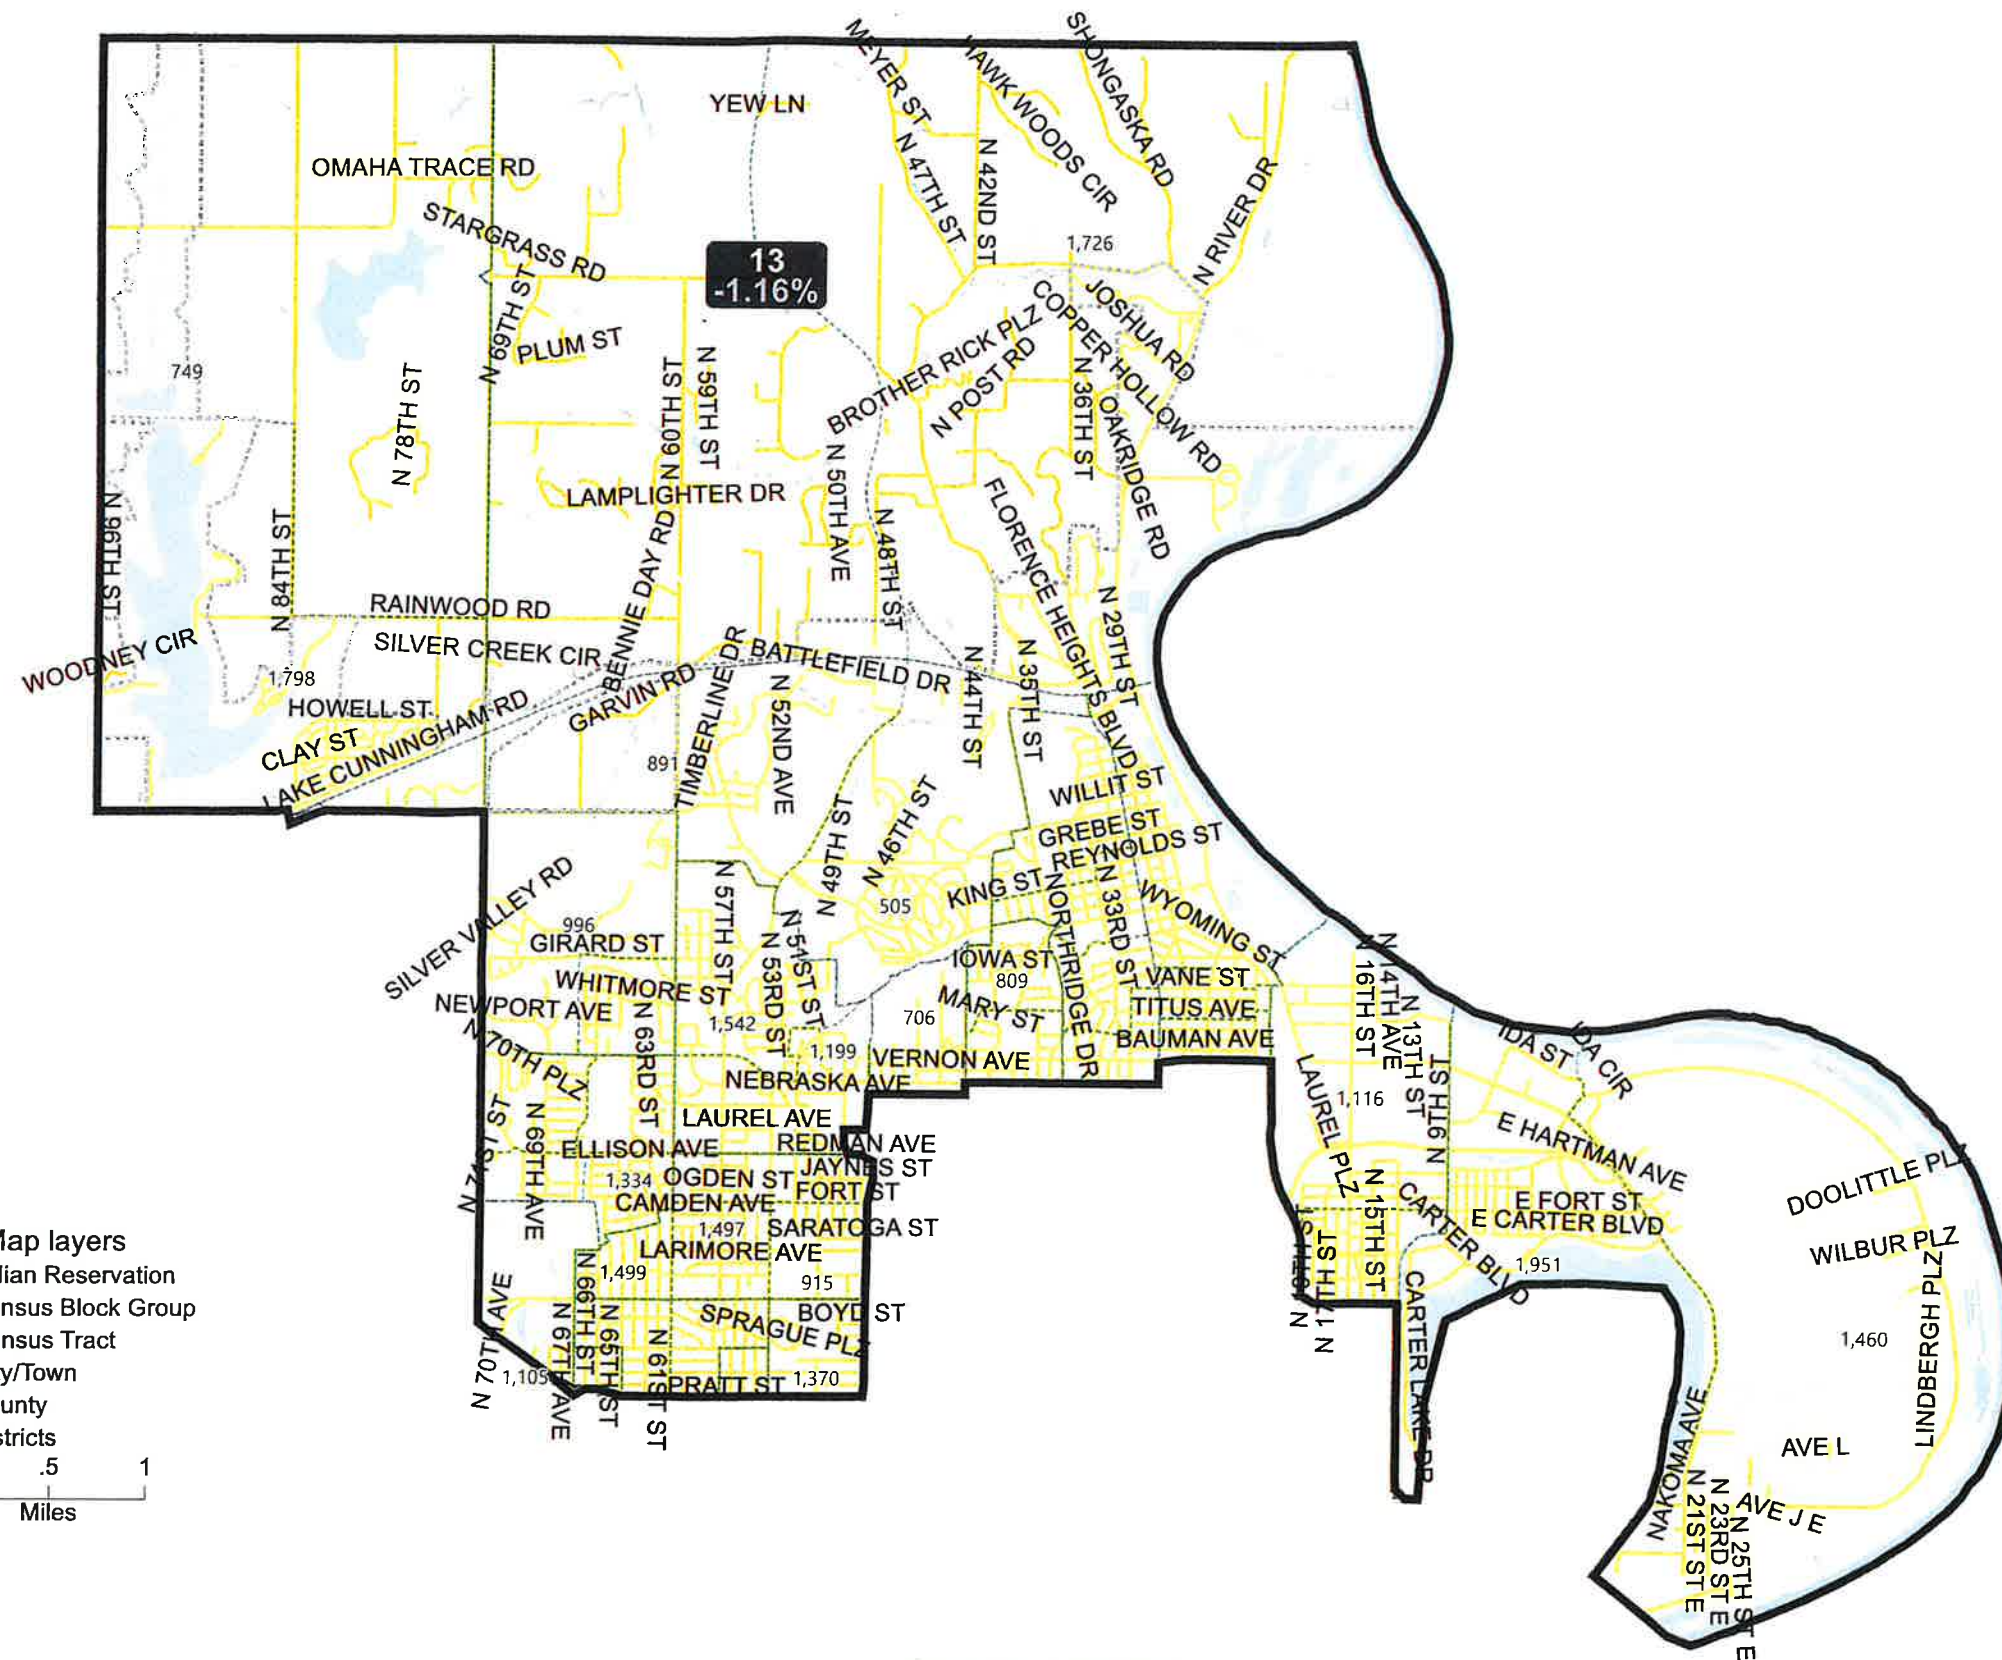 MEYER ST
HAWK WOODS CIR
SHONGASKA RD
YEW LN
OMAHA TRACE RD
N 47TH ST
N 42ND ST
STARGRASS RD
N RIVER DR
1,726
13
-1.16%
N 69TH ST
PLUM ST
749
N 78TH ST
N 60TH ST
N 59TH ST
BROTHER RICK PLZ
N POST RD
COPPER HOLLOW RD
JOSHUA RD
N 36TH ST
OAKRIDGE RD
N 96TH ST
N 84TH ST
LAMPLIGHTER DR
BENNIE DAY RD
N 50TH AVE
N 48TH ST
FLORENCE HEIGHTS BLVD
N 29TH ST
RAINWOOD RD
WOODNEY CIR
SILVER CREEK CIR
1,798
HOWELL ST
CLAY ST
LAKE CUNNINGHAM RD
GARVIN RD
TIMBERLINE DR
BATTLEFIELD DR
N 52ND AVE
N 44TH ST
N 35TH ST
891
WILLIT ST
GREBE ST
REYNOLDS ST
N 49TH ST
N 46TH ST
KING ST
505
N 57TH ST
N 53RD ST
N 51ST ST
NORTHRIDGE DR
N 33RD ST
WYOMING ST
SILVER VALLEY RD
996
GIRARD ST
WHITMORE ST
NEWPORT AVE
N 63RD ST
1,542
IOWA ST
809
MARY ST
706
VANE ST
TITUS AVE
BAUMAN AVE
N 16TH ST
N 14TH AVE
N 13TH ST
N 9TH ST
IDA ST
IDA CIR
N 70TH PLZ
1,199
VERNON AVE
NEBRASKA AVE
LAUREL AVE
REDMAN AVE
N 71ST ST
N 69TH AVE
ELLISON AVE
JAYNES ST
OGDEN ST
FORT ST
1,334
CAMDEN AVE
1,497
SARATOGA ST
LARIMORE AVE
1,499
915
LAUREL PLZ
1,116
E HARTMAN AVE
N 15TH ST
CARTER BLVD
E FORT ST
E CARTER BLVD
DOOLITTLE PLZ
WILBUR PLZ
LINDBERGH PLZ
1,951
1,460
N 17TH ST
CARTER LAKE DR
N 70TH AVE
N 66TH ST
N 67TH AVE
N 65TH ST
N 61ST ST
SPRAGUE PLZ
BOYD ST
1,105
PRATT ST
1,370
AVE L
NAKOMA AVE
N 21ST ST E
N 23RD ST E
N 25TH ST E
AVE J E
Map layers
dian Reservation
nsus Block Group
nsus Tract
ty/Town
unty
stricts
.5 1
Miles